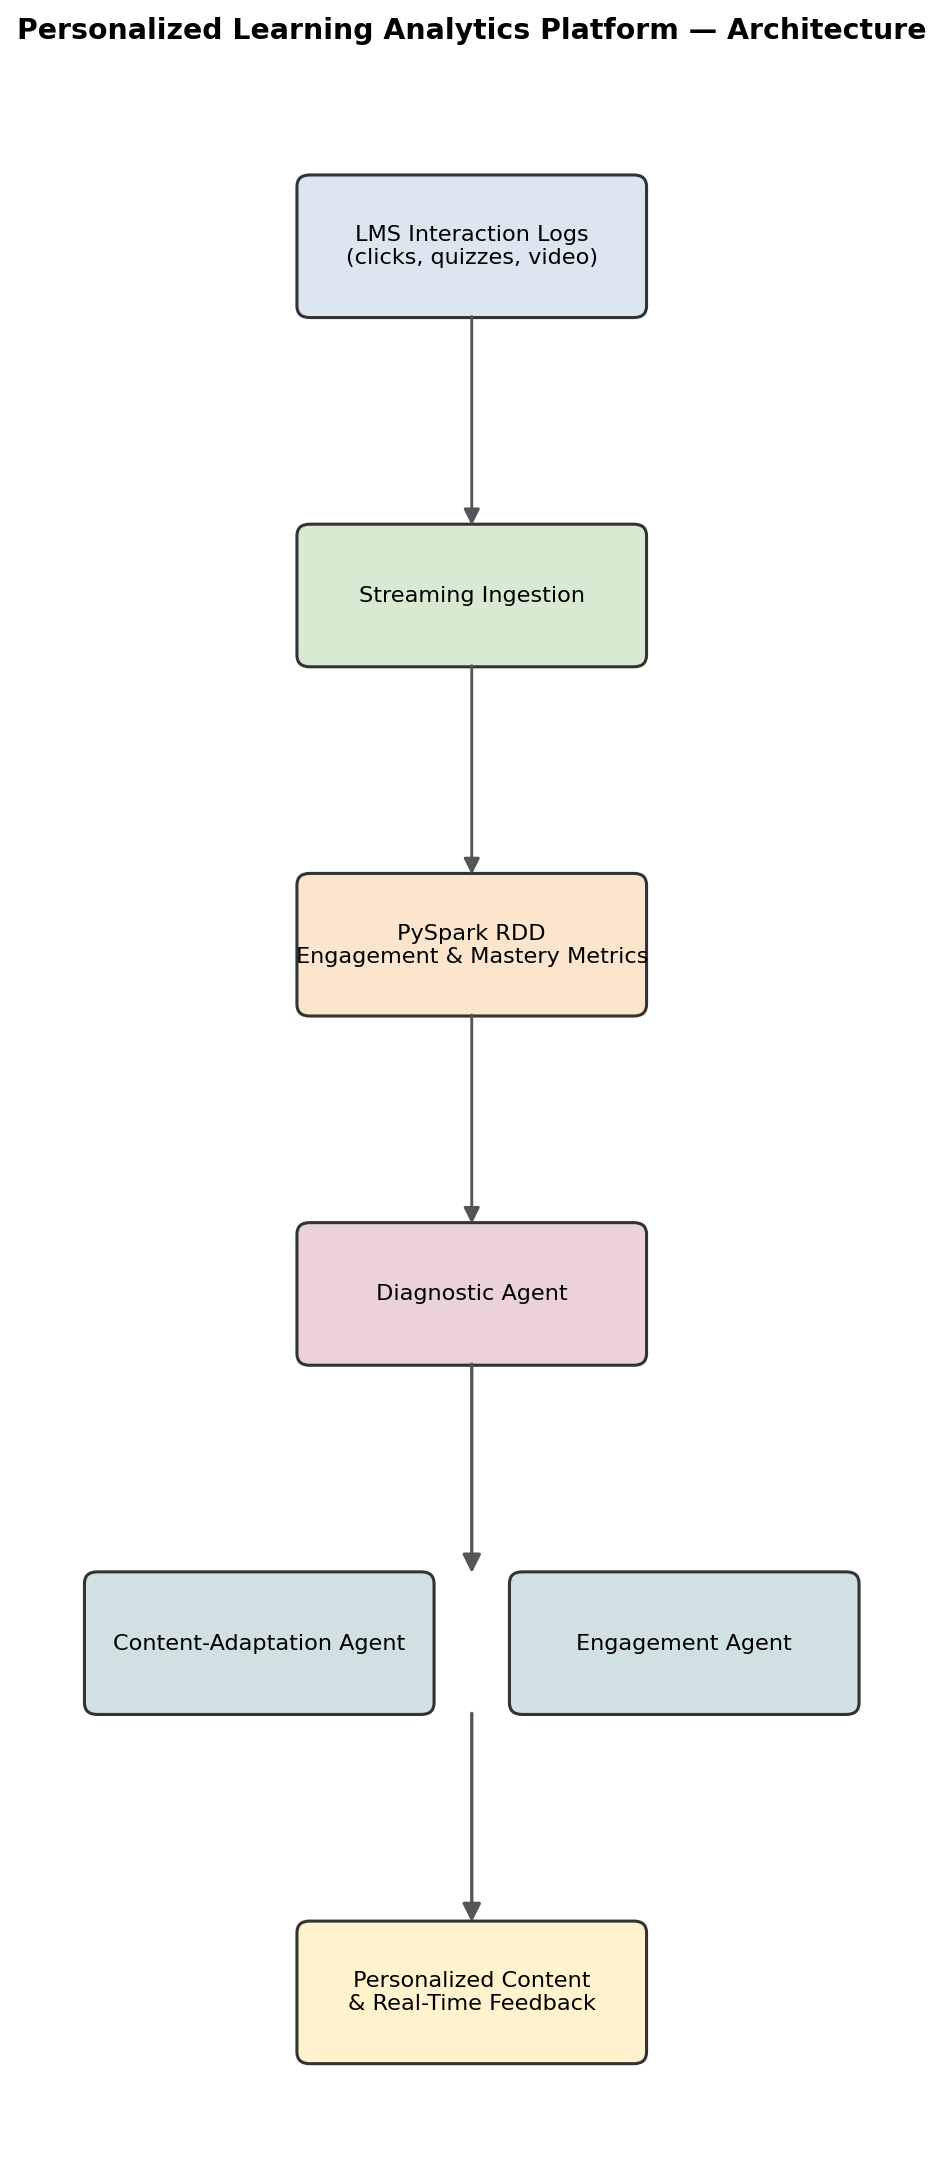 Personalized Learning Analytics Platform — Architecture
LMS Interaction Logs
(clicks, quizzes, video)
Streaming Ingestion
PySpark RDD
Engagement & Mastery Metrics
Diagnostic Agent
Content-Adaptation Agent
Engagement Agent
Personalized Content
& Real-Time Feedback